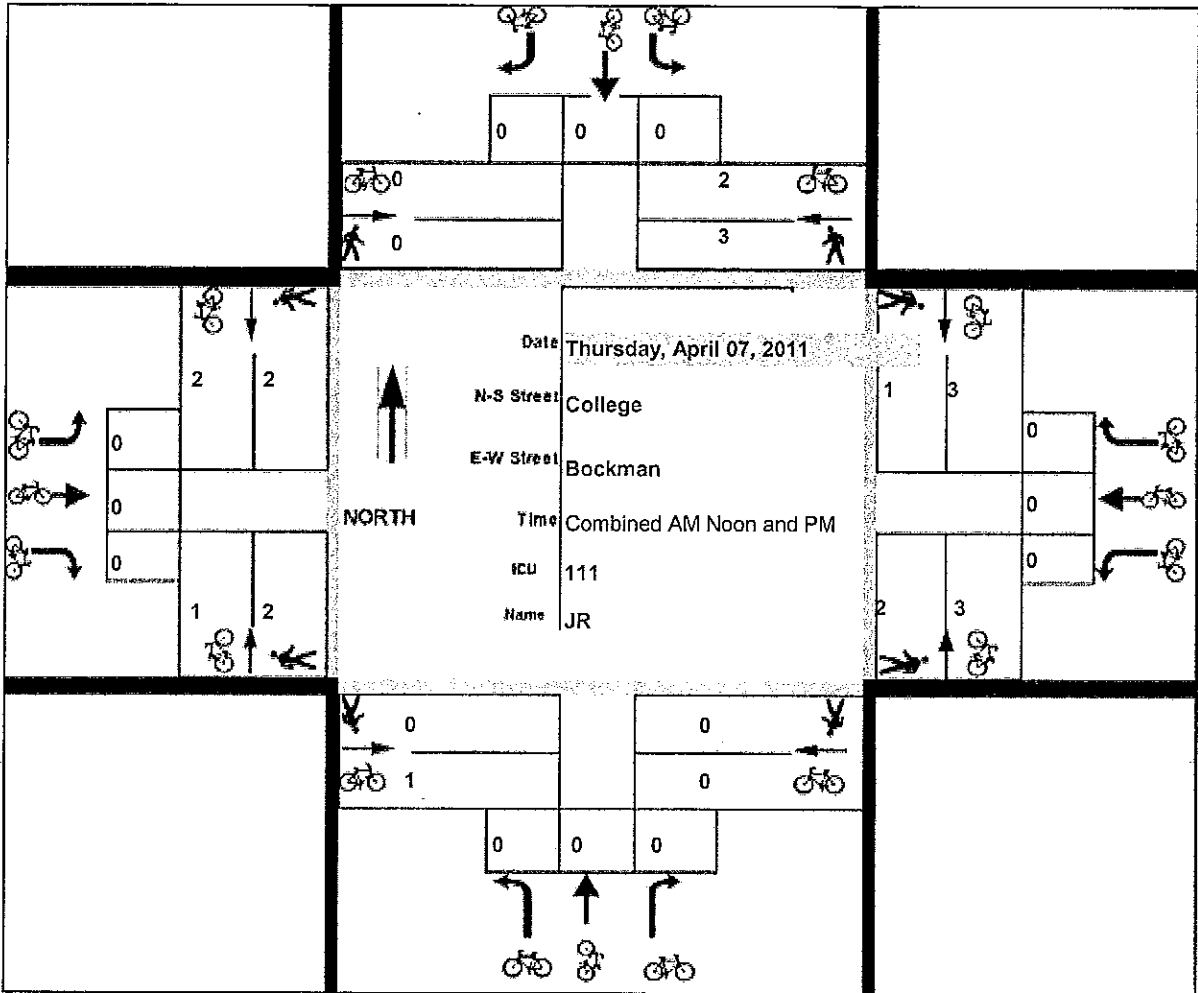 0 0 0
0 2
0 3
Date Thursday, April 07, 2011
2 2
1 3
N-S Street College
0 0
E-W Street Bockman
0 0
NORTH
Time Combined AM Noon and PM
0 0
ICU 111
1 2
2 3
Name JR
0 0
1 0
0 0 0